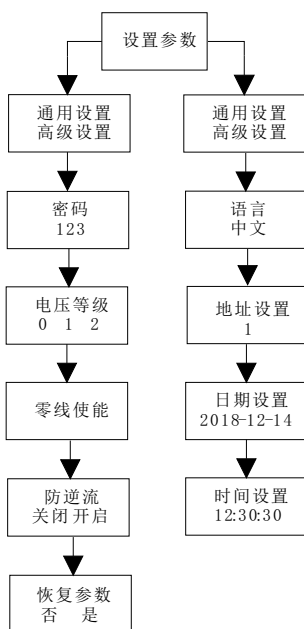 设置参数
通用设置
高级设置
密码
123
电压等级
0 1 2
零线使能
防逆流
关闭开启
恢复参数
否 是
通用设置
高级设置
语言
中文
地址设置
1
日期设置
2018-12-14
时间设置
12:30:30